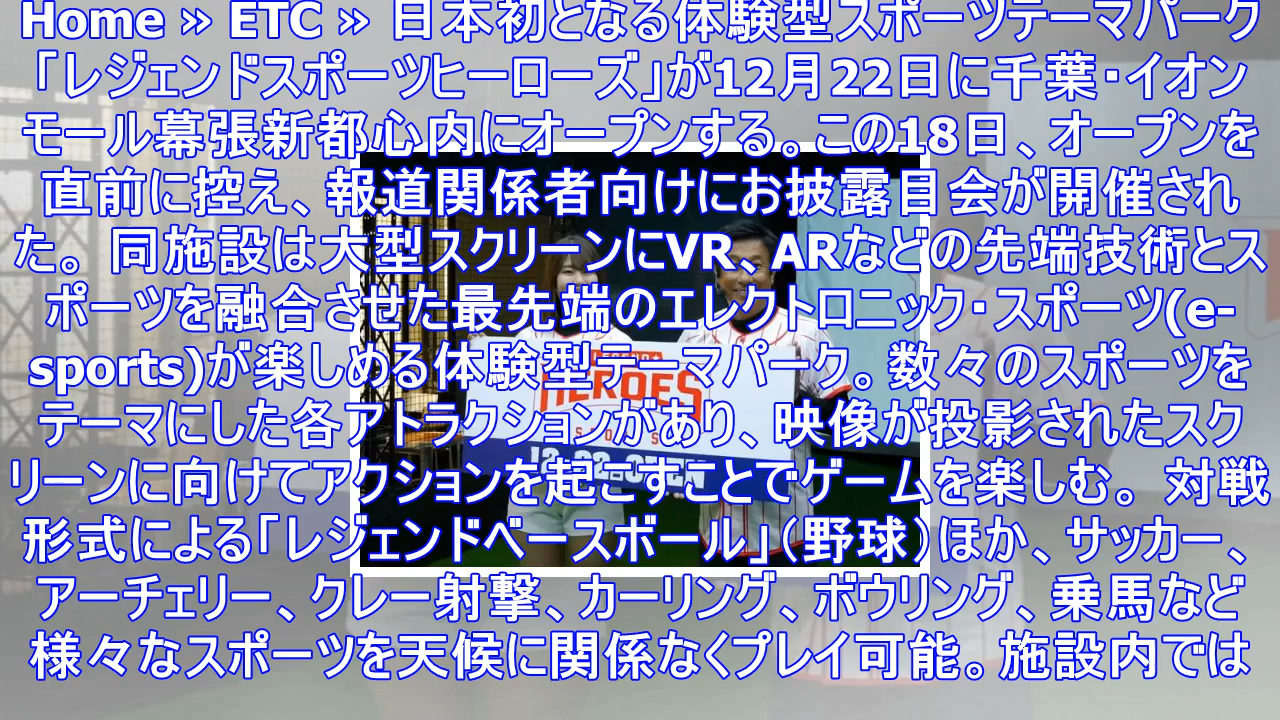 Home » ETC » 日本初となる体験型スポーツテーマパーク
「レジェンドスポーツヒーローズ」が12月22日に千葉・イオン
モール幕張新都心内にオープンする。この18日、オープンを
直前に控え、報道関係者向けにお披露目会が開催され
た。 同施設は大型スクリーンにVR、ARなどの先端技術とス
ポーツを融合させた最先端のエレクトロニック・スポーツ(e-
sports)が楽しめる体験型テーマパーク。数々のスポーツを
テーマにした各アトラクションがあり、映像が投影されたスク
リーンに向けてアクションを起こすことでゲームを楽しむ。 対戦
形式による「レジェンドベースボール」（野球）ほか、サッカー、
アーチェリー、クレー射撃、カーリング、ボウリング、乗馬など
様々なスポーツを天候に関係なくプレイ可能。施設内では
HEROES